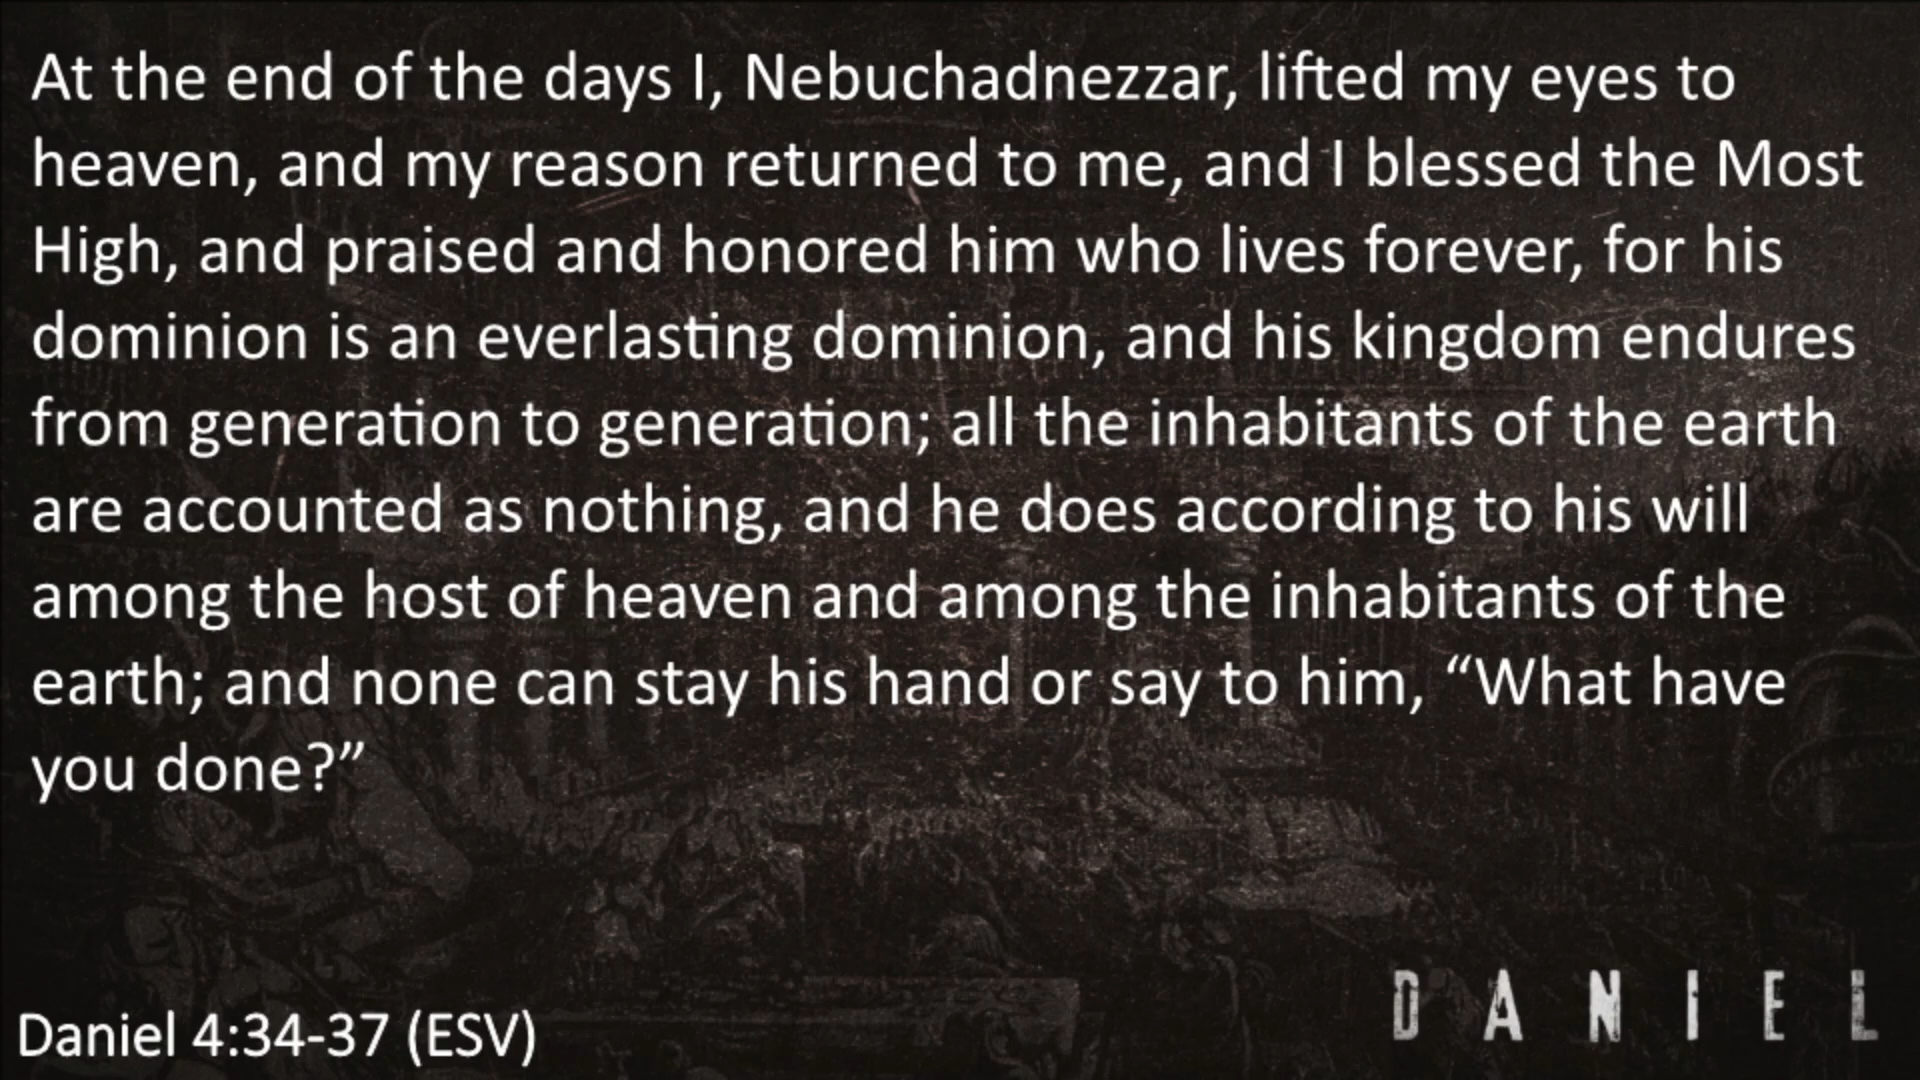 At the end of the days I, Nebuchadnezzar, lifted my eyes to
heaven, and my reason returned to me, and I blessed the Most
High, and praised and honored him who lives forever, for his
dominion is an everlasting dominion, and his kingdom endures
from generation to generation; all the inhabitants of the earth
are accounted as nothing, and he does according to his will
among the host of heaven and among the inhabitants of the
earth; and none can stay his hand or say to him, “What have
you done?”
Daniel 4:34-37 (ESV)
DANIEL